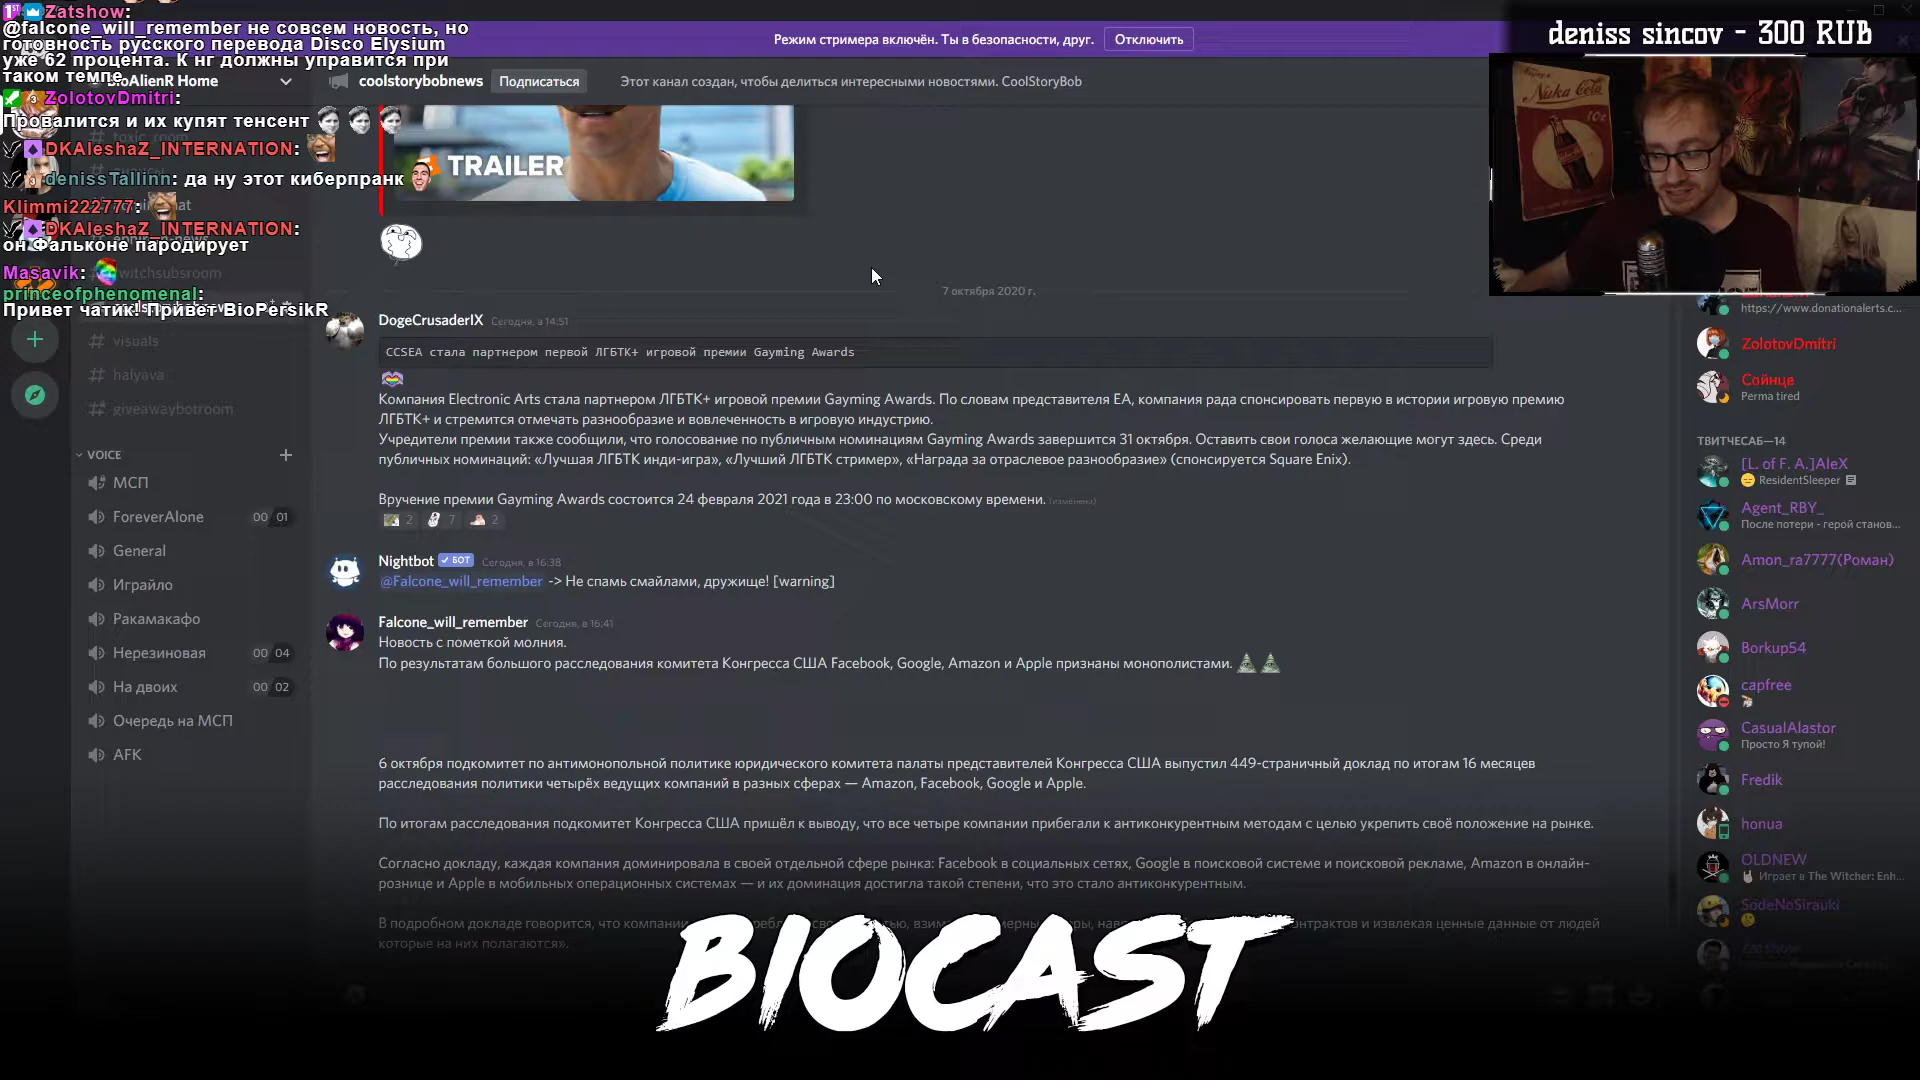 Zatshow:
@falcone_will_remember не совсем новость, но
готовность русского перевода Disco Elysium
уже 62 процента. К нг должны управится при
таком темпе
ZolotovDmitri:
Провалится и их купят тенсент
DKAleshaZ_INTERNATION:
denissTallinn: да ну этот киберпранк
Klimmi222777:
DKAleshaZ_INTERNATION:
он Фальконе пародирует
Masavik:
princeofphenomenal:
Привет чатик! Привет BioPersikR
Режим стримера включён. Ты в безопасности, друг.
Отключить
deniss sincov - 300 RUB
oAlienR Home
coolstorybobnews
Подписаться
Этот канал создан, чтобы делиться интересными новостями. CoolStoryBob
toxic_room
witchsubsroom
visuals
halyava
giveawaybotroom
VOICE
МСП
ForeverAlone 00 01
General
Играйло
Ракамакафо
Нерезиновая 00 04
На двоих 00 02
Очередь на МСП
AFK
Nuka Cola
TRAILER
7 октября 2020 г.
DogeCrusaderIX Сегодня, в 14:51
CCSEA стала партнером первой ЛГБТК+ игровой премии Gayming Awards
Компания Electronic Arts стала партнером ЛГБТК+ игровой премии Gayming Awards. По словам представителя EA, компания рада спонсировать первую в истории игровую премию
ЛГБТК+ и стремится отмечать разнообразие и вовлеченность в игровую индустрию.
Учредители премии также сообщили, что голосование по публичным номинациям Gayming Awards завершится 31 октября. Оставить свои голоса желающие могут здесь. Среди
публичных номинаций: «Лучшая ЛГБТК инди-игра», «Лучший ЛГБТК стример», «Награда за отраслевое разнообразие» (спонсируется Square Enix).
Вручение премии Gayming Awards состоится 24 февраля 2021 года в 23:00 по московскому времени. (изменено)
2 7 2
Nightbot БОТ Сегодня, в 16:38
@Falcone_will_remember -> Не спамь смайлами, дружище! [warning]
Falcone_will_remember Сегодня, в 16:41
Новость с пометкой молния.
По результатам большого расследования комитета Конгресса США Facebook, Google, Amazon и Apple признаны монополистами.
6 октября подкомитет по антимонопольной политике юридического комитета палаты представителей Конгресса США выпустил 449-страничный доклад по итогам 16 месяцев
расследования политики четырёх ведущих компаний в разных сферах — Amazon, Facebook, Google и Apple.
По итогам расследования подкомитет Конгресса США пришёл к выводу, что все четыре компании прибегали к антиконкурентным методам с целью укрепить своё положение на рынке.
Согласно докладу, каждая компания доминировала в своей отдельной сфере рынка: Facebook в социальных сетях, Google в поисковой системе и поисковой рекламе, Amazon в онлайн-
рознице и Apple в мобильных операционных системах — и их доминация достигла такой степени, что это стало антиконкурентным.
В подробном докладе говорится, что компании
нтрактов и извлекая ценные данные от людей
которые на них полагаются».
BIOCAST
https://www.donationalerts.c...
ZolotovDmitri
Сойнце
Perma tired
ТВИТЧЕСАБ—14
[L. of F. A.]AleX
ResidentSleeper
Agent_RBY_
После потери - герой станов...
Amon_ra7777(Роман)
ArsMorr
Borkup54
capfree
CasualAlastor
Просто Я тупой!
Fredik
honua
OLDNEW
Играет в The Witcher: Enh...
SodeNoSirauki